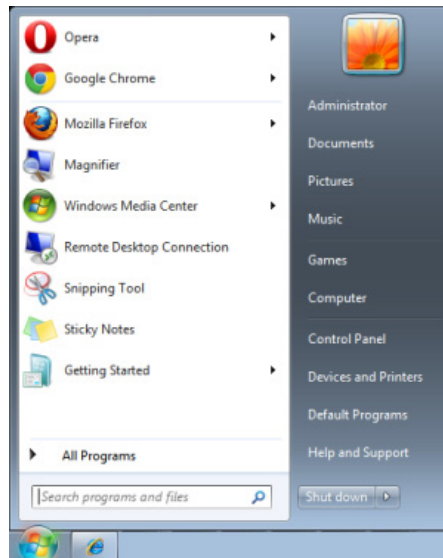 Opera
Google Chrome
Mozilla Firefox
Magnifier
Windows Media Center
Remote Desktop Connection
Snipping Tool
Sticky Notes
Getting Started
All Programs
Search programs and files
Administrator
Documents
Pictures
Music
Games
Computer
Control Panel
Devices and Printers
Default Programs
Help and Support
Shut down